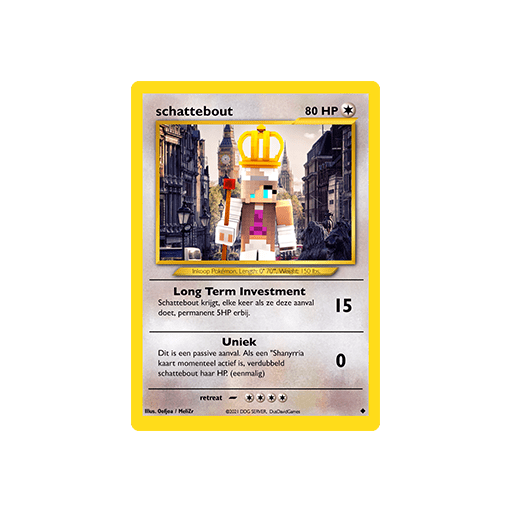 schattebout 80 HP
Inkoop Pokémon. Length: 0' 70". Weight: 150 lbs.
Long Term Investment
Schattebout krijgt, elke keer als ze deze aanval
doet, permanent 5HP erbij.
15
Uniek
Dit is een passive aanval. Als een "Shanyrria
kaart momenteel actief is, verdubbeld
schattebout haar HP. (eenmalig)
0
retreat
Illus. Oofjea / MeliZr ©2021 DDG SERVER, DusDavidGames